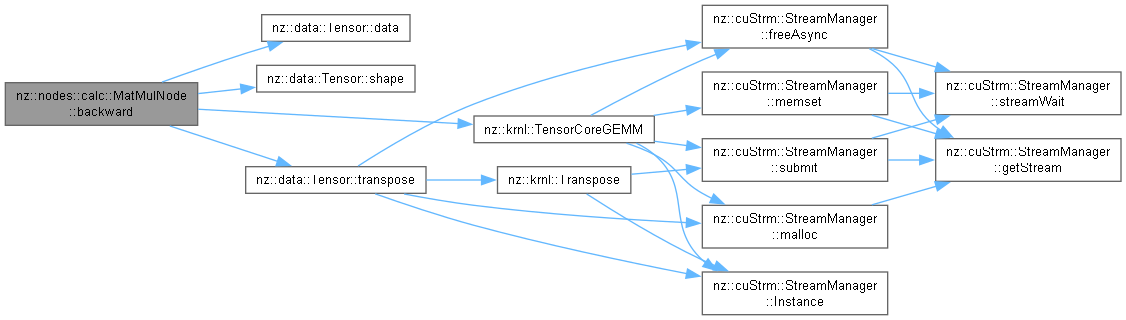 nz::nodes::calc::MatMulNode
::backward
nz::data::Tensor::data
nz::data::Tensor::shape
nz::krnl::TensorCoreGEMM
nz::data::Tensor::transpose
nz::krnl::Transpose
nz::cuStrm::StreamManager
::freeAsync
nz::cuStrm::StreamManager
::memset
nz::cuStrm::StreamManager
::submit
nz::cuStrm::StreamManager
::malloc
nz::cuStrm::StreamManager
::Instance
nz::cuStrm::StreamManager
::streamWait
nz::cuStrm::StreamManager
::getStream